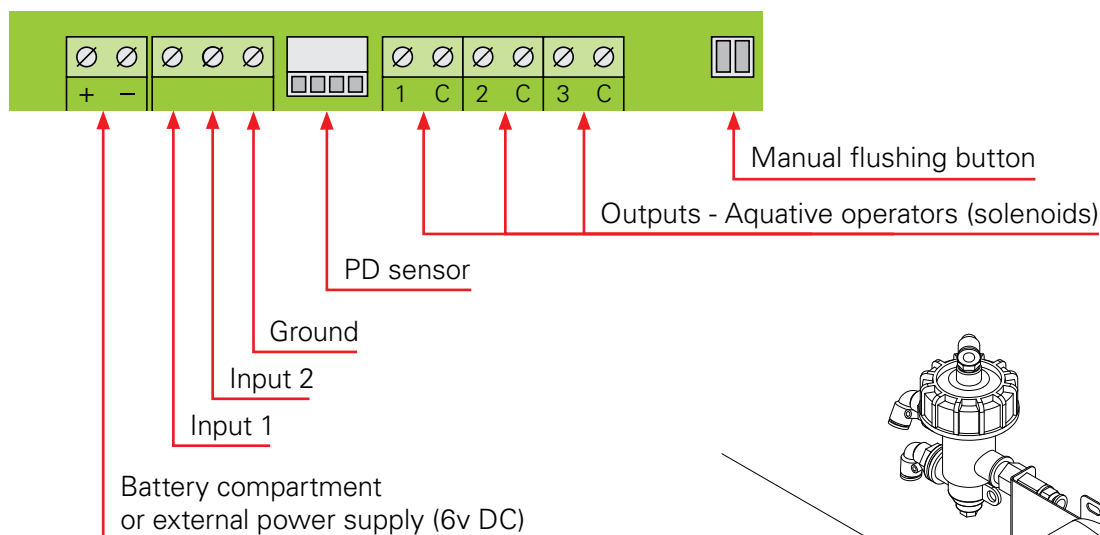 + – 1 C 2 C 3 C
Manual flushing button
Outputs - Aquative operators (solenoids)
PD sensor
Ground
Input 2
Input 1
Battery compartment
or external power supply (6v DC)